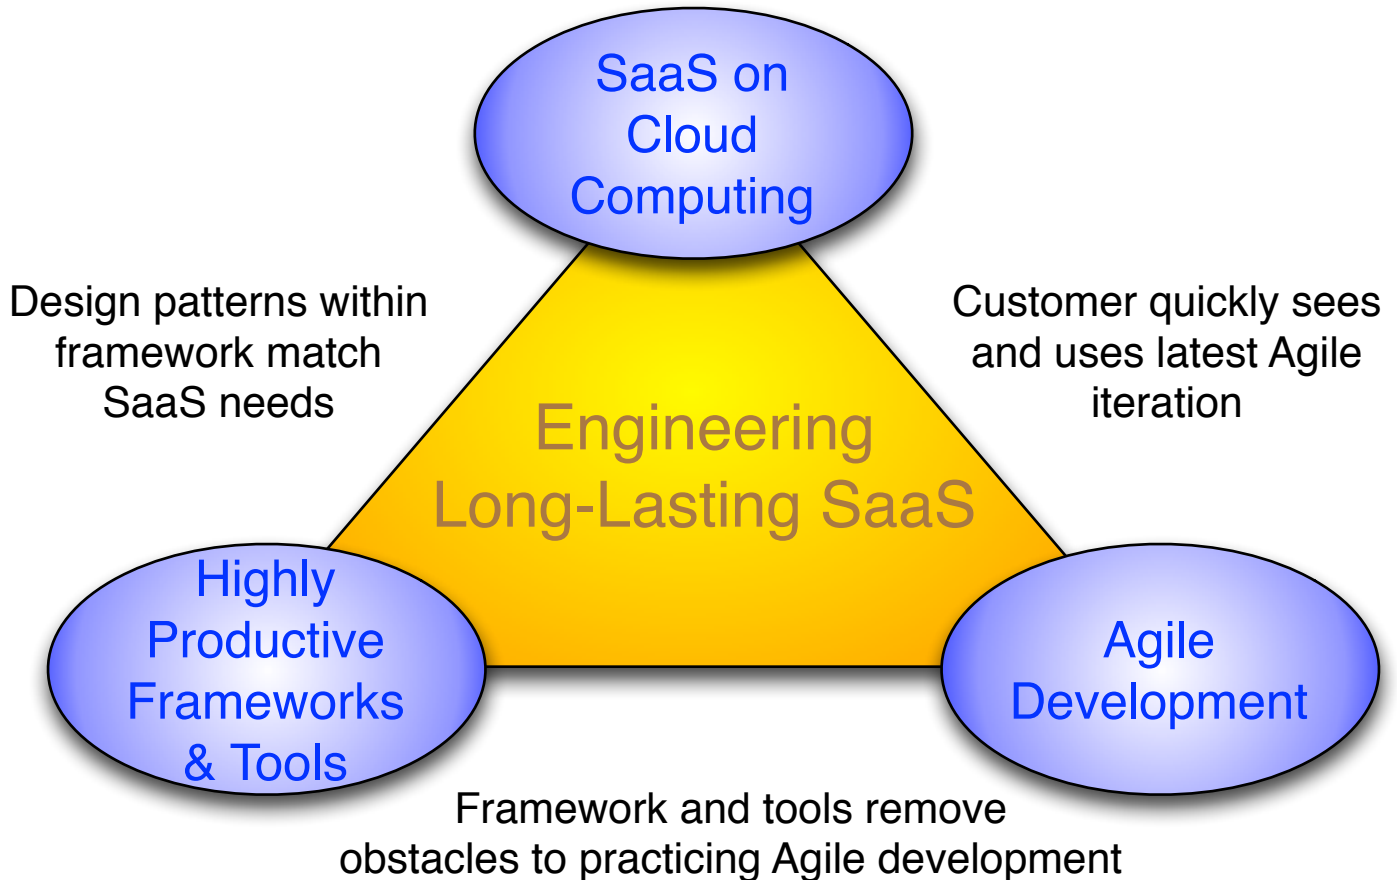 SaaS on
Cloud
Computing
Design patterns within
framework match
SaaS needs
Customer quickly sees
and uses latest Agile
iteration
Engineering
Long-Lasting SaaS
Highly
Productive
Frameworks
& Tools
Agile
Development
Framework and tools remove
obstacles to practicing Agile development